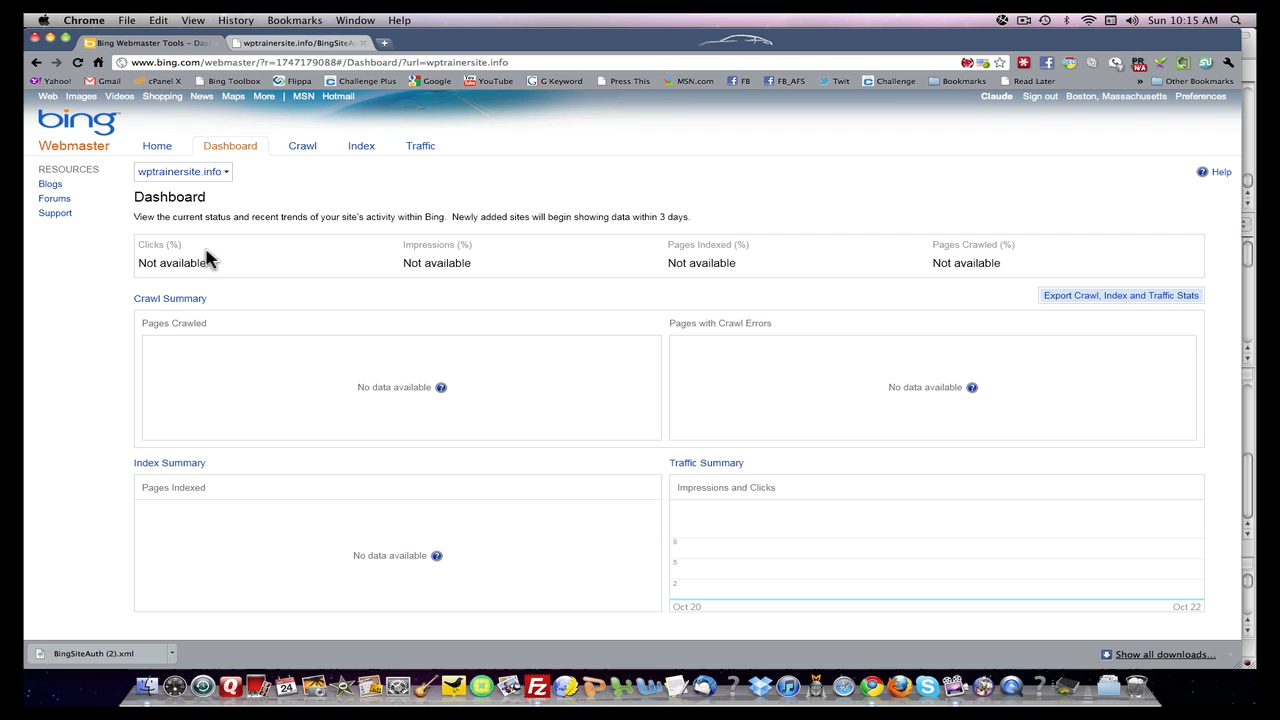 Chrome File Edit View History Bookmarks Window Help Sun 10:15 AM
Bing Webmaster Tools - Das
wptrainersite.info/BingSiteA
www.bing.com/webmaster/?r=1747179088#/Dashboard/?url=wptrainersite.info
Yahoo! Gmail cPanel X Bing Toolbox Flippa Challenge Plus Google YouTube G Keyword Press This MSN.com FB FB_AFS Twit Challenge » Bookmarks Read Later Other Bookmarks
Web Images Videos Shopping News Maps More | MSN Hotmail Claude Sign out Boston, Massachusetts Preferences
bing
Webmaster Home Dashboard Crawl Index Traffic
RESOURCES
Blogs
Forums
Support
wptrainersite.info
Help
Dashboard
View the current status and recent trends of your site's activity within Bing. Newly added sites will begin showing data within 3 days.
Clicks (%) Impressions (%) Pages Indexed (%) Pages Crawled (%)
Not available Not available Not available Not available
Crawl Summary
Export Crawl, Index and Traffic Stats
Pages Crawled Pages with Crawl Errors
No data available ? No data available ?
Index Summary Traffic Summary
Pages Indexed Impressions and Clicks
No data available ?
8
5
2
Oct 20 Oct 22
BingSiteAuth (2).xml Show all downloads...
24